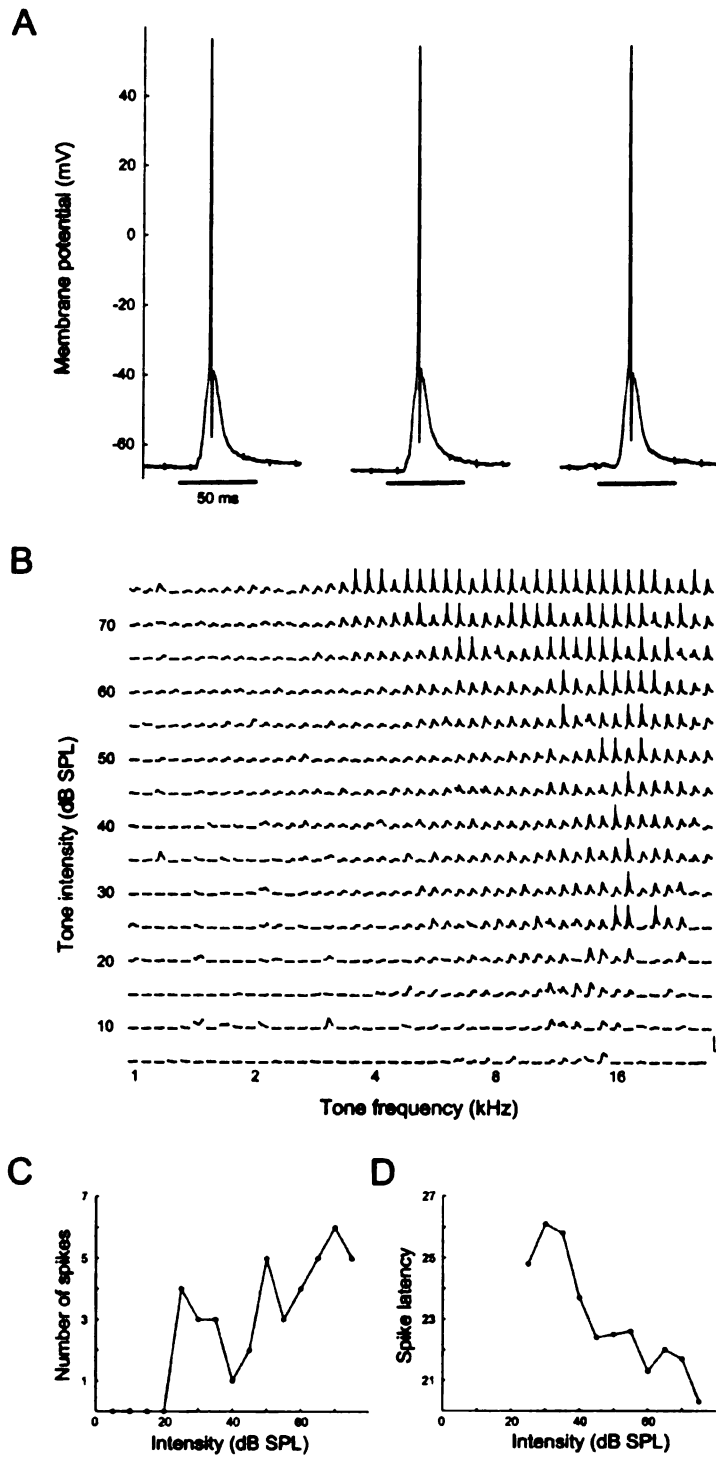 A
Membrane potential (mV)
40
20
0
-20
-40
-60
50 ms
B
Tone intensity (dB SPL)
70
60
50
40
30
20
10
1
2
4
8
16
Tone frequency (kHz)
C
Number of spikes
7
5
3
1
0
20
40
60
Intensity (dB SPL)
D
Spike latency
27
25
23
21
0
20
40
60
Intensity (dB SPL)